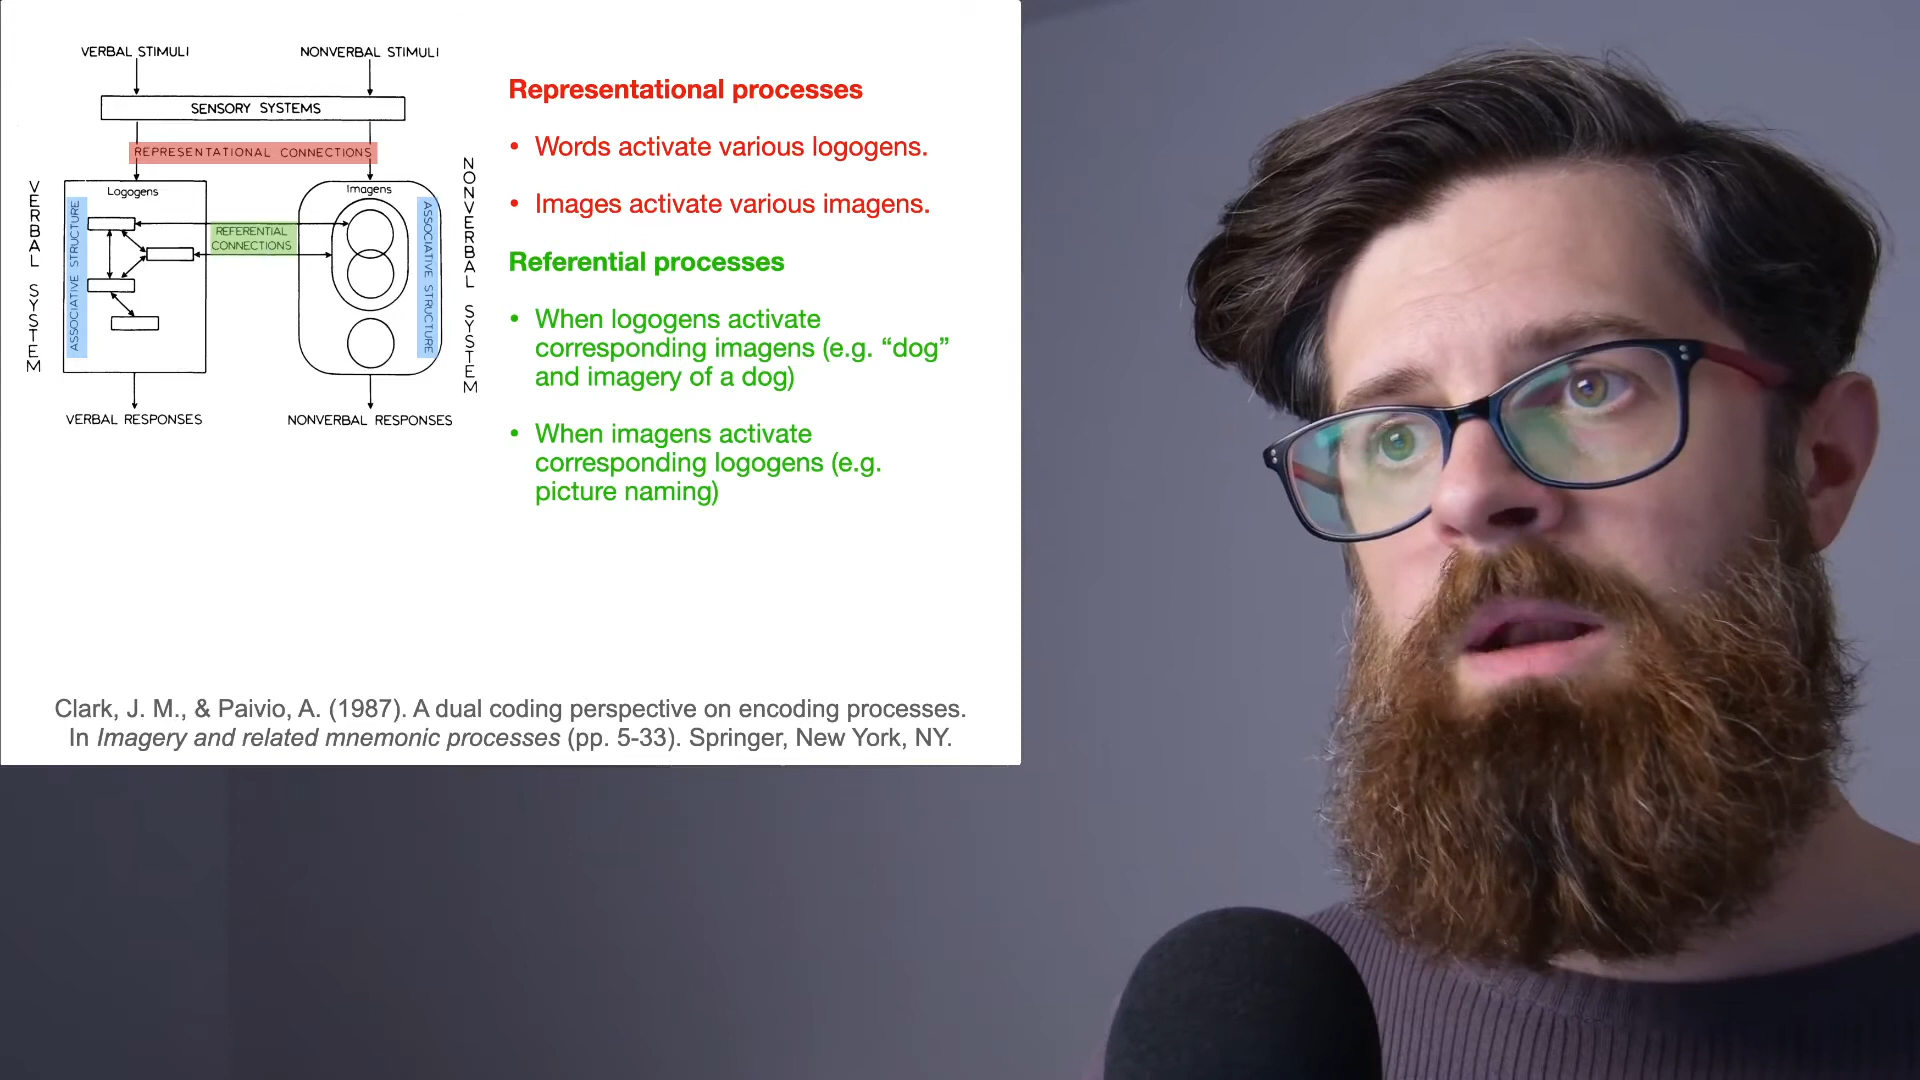 VERBAL STIMULI
NONVERBAL STIMULI
SENSORY SYSTEMS
REPRESENTATIONAL CONNECTIONS
VERBAL SYSTEM
ASSOCIATIVE STRUCTURE
Logogens
REFERENTIAL
CONNECTIONS
Imagens
ASSOCIATIVE STRUCTURE
NONVERBAL SYSTEM
VERBAL RESPONSES
NONVERBAL RESPONSES
Representational processes
• Words activate various logogens.
• Images activate various imagens.
Referential processes
• When logogens activate
corresponding imagens (e.g. “dog”
and imagery of a dog)
• When imagens activate
corresponding logogens (e.g.
picture naming)
Clark, J. M., & Paivio, A. (1987). A dual coding perspective on encoding processes.
In Imagery and related mnemonic processes (pp. 5-33). Springer, New York, NY.